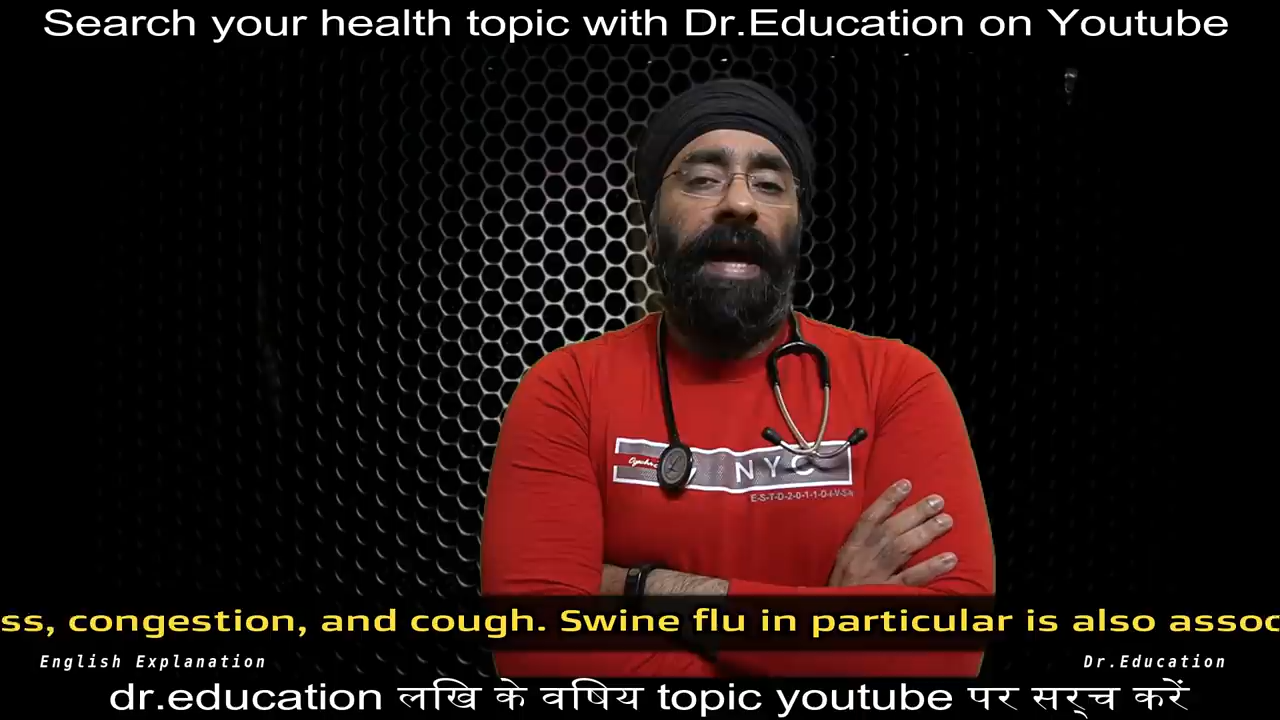 Search your health topic with Dr.Education on Youtube
NYC
ss, congestion, and cough. Swine flu in particular is also assoc
English Explanation
Dr.Education
dr.education लखि के वषिय topic youtube पर सर्च करें